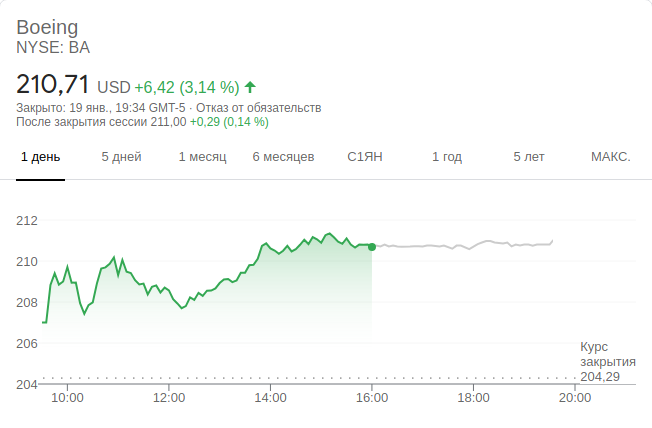 Boeing
NYSE: BA
210,71 USD +6,42 (3,14 %)
Закрыто: 19 янв., 19:34 GMT-5 · Отказ от обязательств
После закрытия сессии 211,00 +0,29 (0,14 %)
1 день 5 дней 1 месяц 6 месяцев С1ЯН 1 год 5 лет МАКС.
212
210
208
206
204
Курс
закрытия
204,29
10:00 12:00 14:00 16:00 18:00 20:00